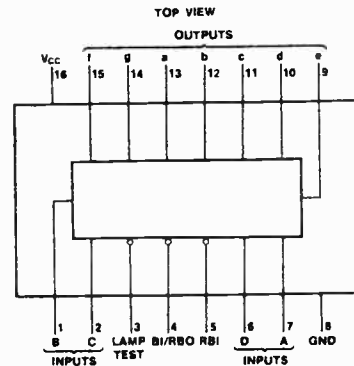 TOP VIEW
OUTPUTS
VCC f g a b c d e
16 15 14 13 12 11 10 9
1 2 3 4 5 6 7 8
B C LAMP TEST BI/RBO RBI D A GND
INPUTS INPUTS